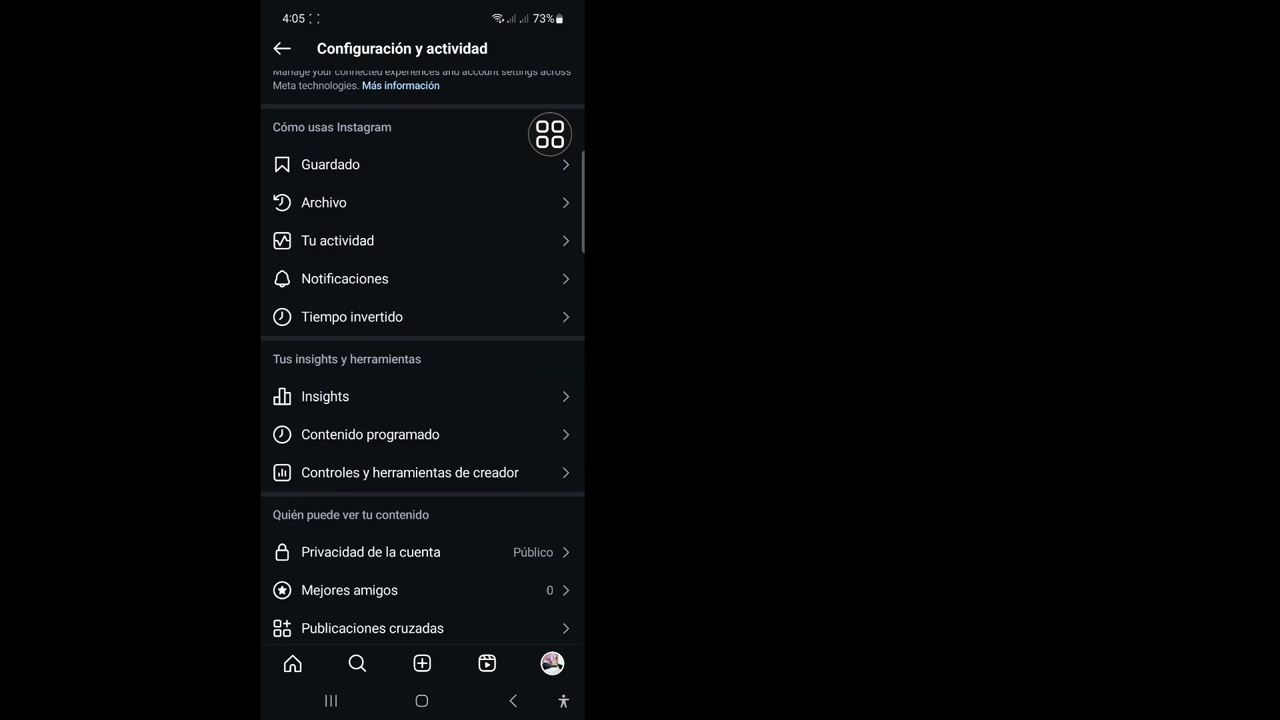 4:05
73%
Configuración y actividad
Manage your connected experiences and account settings across
Meta technologies. Más información
Cómo usas Instagram
Guardado
Archivo
Tu actividad
Notificaciones
Tiempo invertido
Tus insights y herramientas
Insights
Contenido programado
Controles y herramientas de creador
Quién puede ver tu contenido
Privacidad de la cuenta Público
Mejores amigos 0
Publicaciones cruzadas